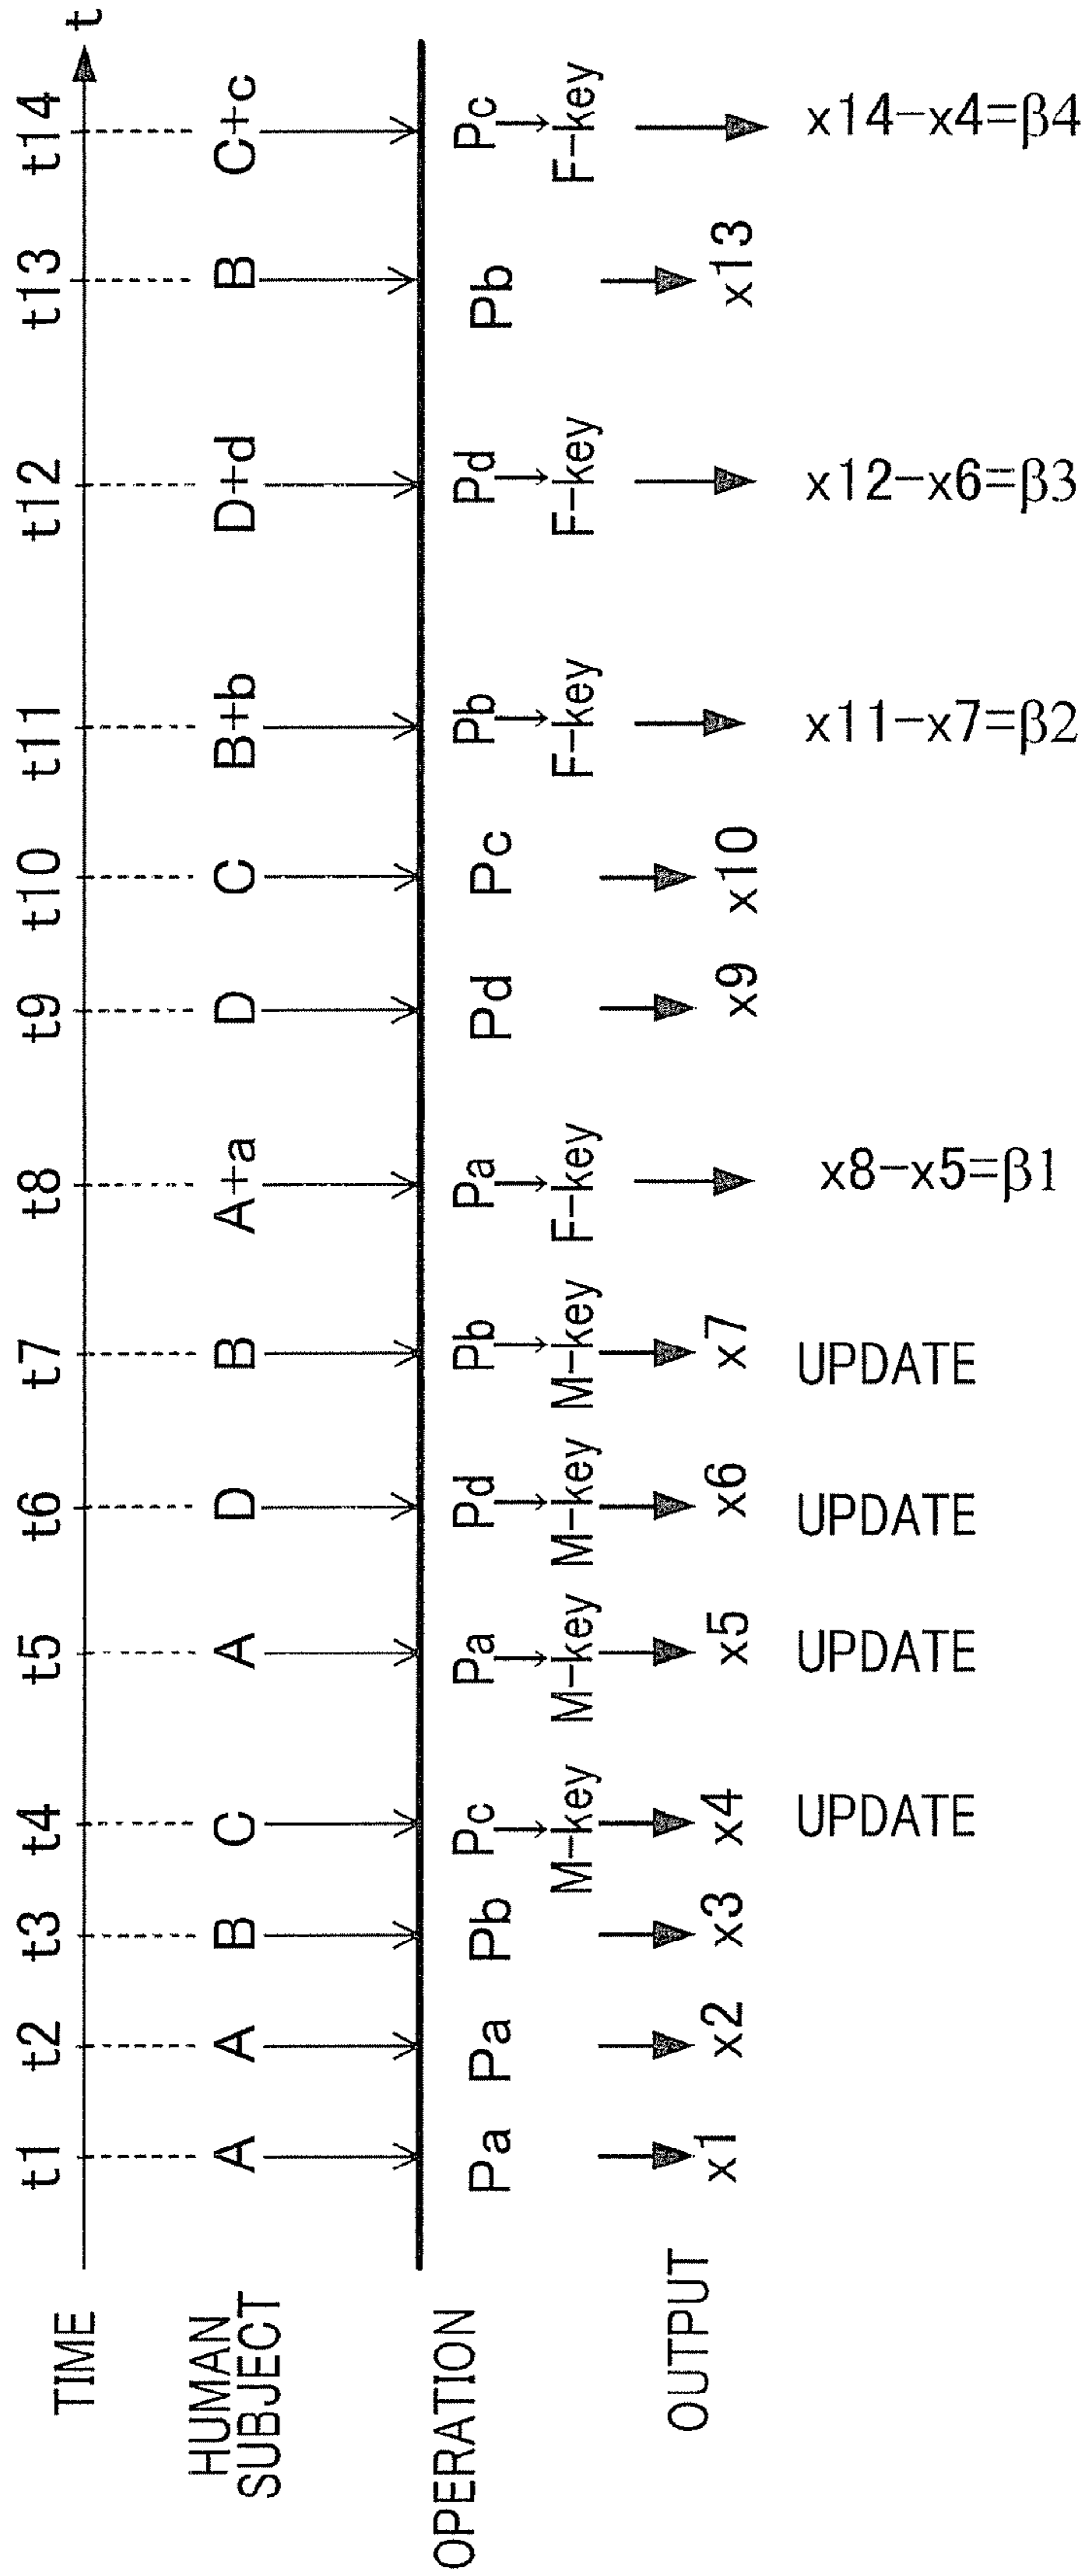 TIME t1 t2 t3 t4 t5 t6 t7 t8 t9 t10 t11 t12 t13 t14 t
HUMAN
SUBJECT
A A B C A D B A+a D C B+b D+d B C+c
OPERATION
Pa Pa Pb Pc Pa Pd Pb Pa Pd Pc Pb Pd Pb Pc
M-key M-key M-key M-key F-key F-key F-key F-key
OUTPUT
x1 x2 x3 x4 x5 x6 x7 x9 x10 x13
UPDATE UPDATE UPDATE UPDATE x8-x5=β1 x11-x7=β2 x12-x6=β3 x14-x4=β4